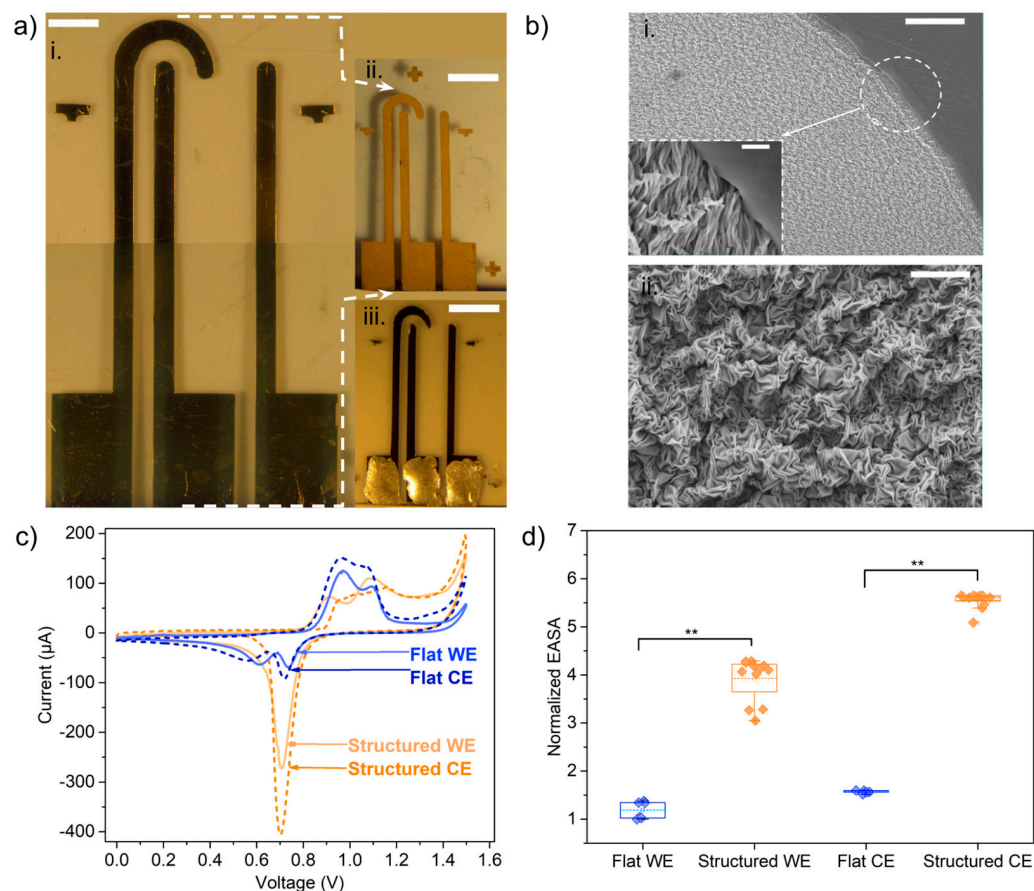 a)
i.
ii.
iii.
b)
i.
ii.
c)
200
100
0
-100
-200
-300
-400
Current (µA)
Flat WE
Flat CE
Structured WE
Structured CE
0.0 0.2 0.4 0.6 0.8 1.0 1.2 1.4 1.6
Voltage (V)
d)
7
6
5
4
3
2
1
Normalized EASA
**
**
Flat WE Structured WE Flat CE Structured CE